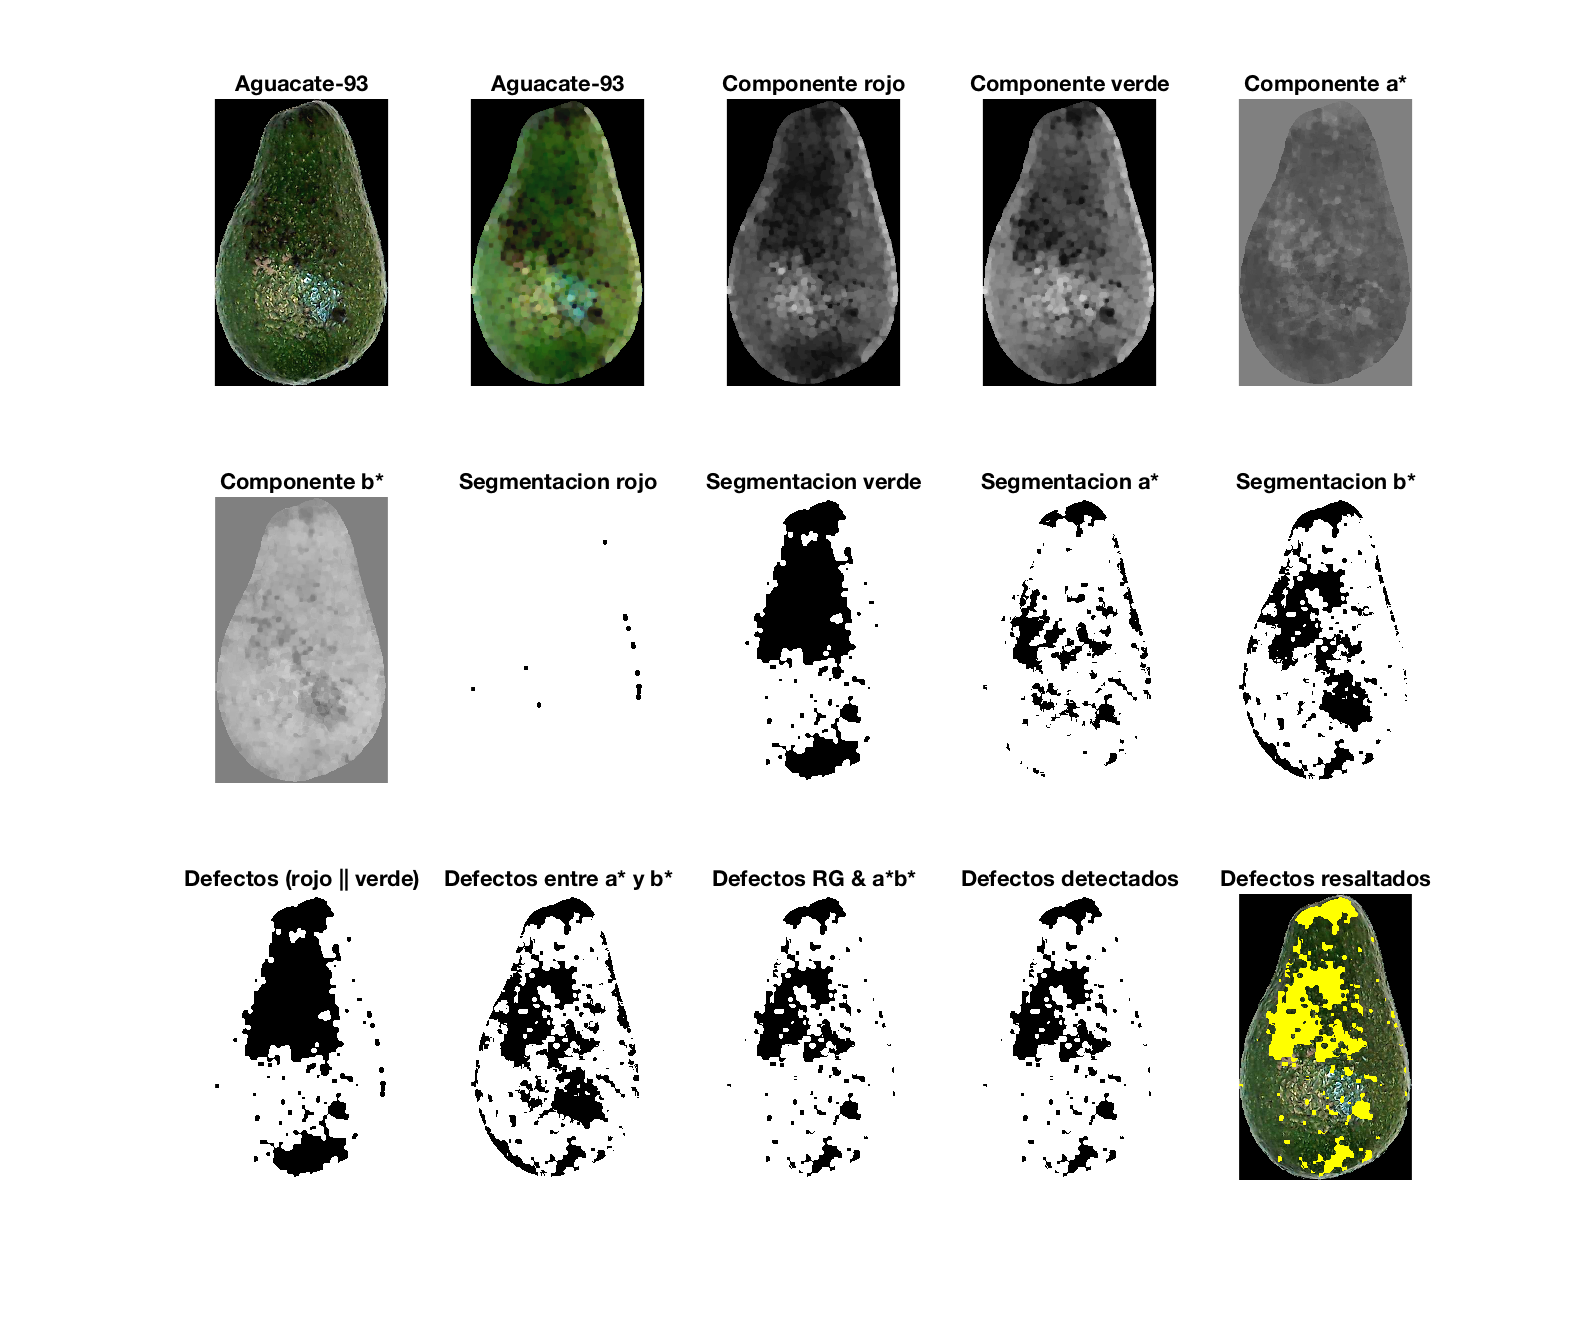 Aguacate-93
Aguacate-93
Componente rojo
Componente verde
Componente a*
Componente b*
Segmentacion rojo
Segmentacion verde
Segmentacion a*
Segmentacion b*
Defectos (rojo || verde)
Defectos entre a* y b*
Defectos RG & a*b*
Defectos detectados
Defectos resaltados